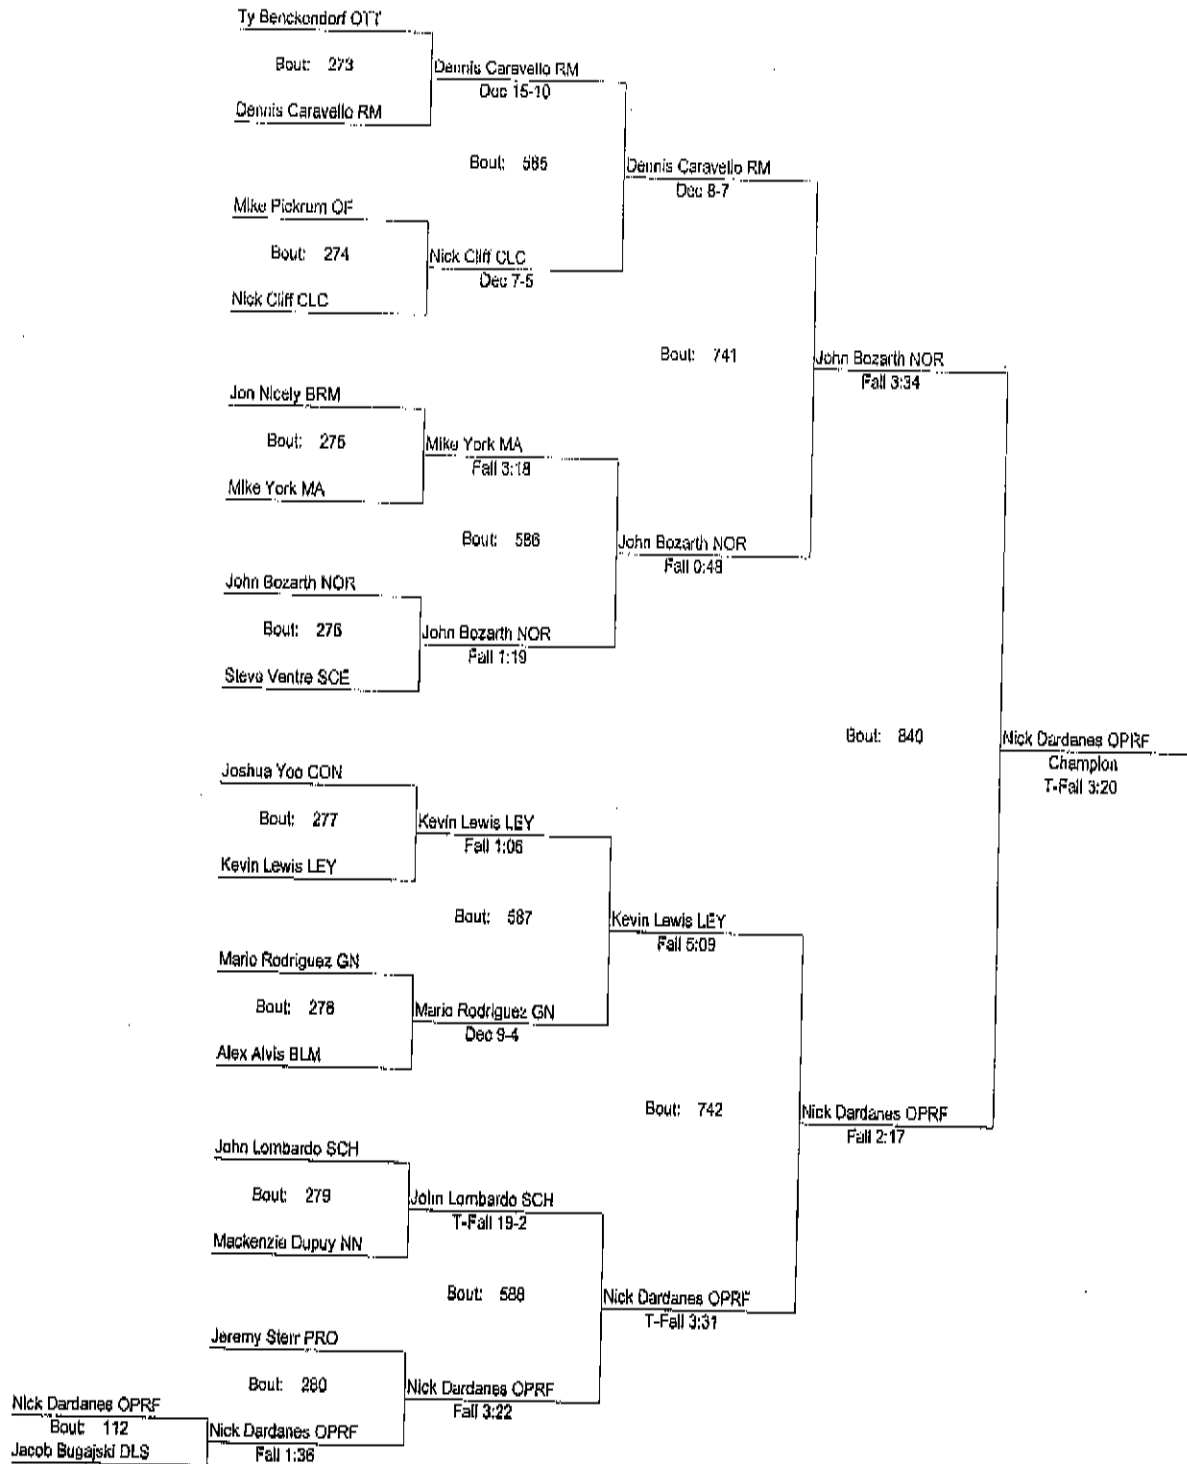 Ty Benckendorf OTT
Bout: 273
Dennis Caravello RM
Dec 15-10
Dennis Caravello RM
Bout: 585
Dennis Caravello RM
Dec 8-7
Mike Pickrum OF
Bout: 274
Nick Cliff CLC
Dec 7-5
Nick Cliff CLC
Bout: 741
John Bozarth NOR
Fall 3:34
Jon Nicely BRM
Bout: 275
Mike York MA
Fall 3:18
Mike York MA
Bout: 586
John Bozarth NOR
Fall 0:48
John Bozarth NOR
Bout: 276
John Bozarth NOR
Fall 1:19
Steve Ventre SCE
Bout: 840
Nick Dardanes OPRF
Champion
T-Fall 3:20
Joshua Yoo CON
Bout: 277
Kevin Lewis LEY
Fall 1:06
Kevin Lewis LEY
Bout: 587
Kevin Lewis LEY
Fall 5:09
Mario Rodriguez GN
Bout: 278
Mario Rodriguez GN
Dec 9-4
Alex Alvis BLM
Bout: 742
Nick Dardanes OPRF
Fall 2:17
John Lombardo SCH
Bout: 279
John Lombardo SCH
T-Fall 19-2
Mackenzie Dupuy NN
Bout: 588
Nick Dardanes OPRF
T-Fall 3:31
Jeremy Sterr PRO
Bout: 280
Nick Dardanes OPRF
Fall 3:22
Nick Dardanes OPRF
Bout: 112
Nick Dardanes OPRF
Fall 1:36
Jacob Bugajski DLS